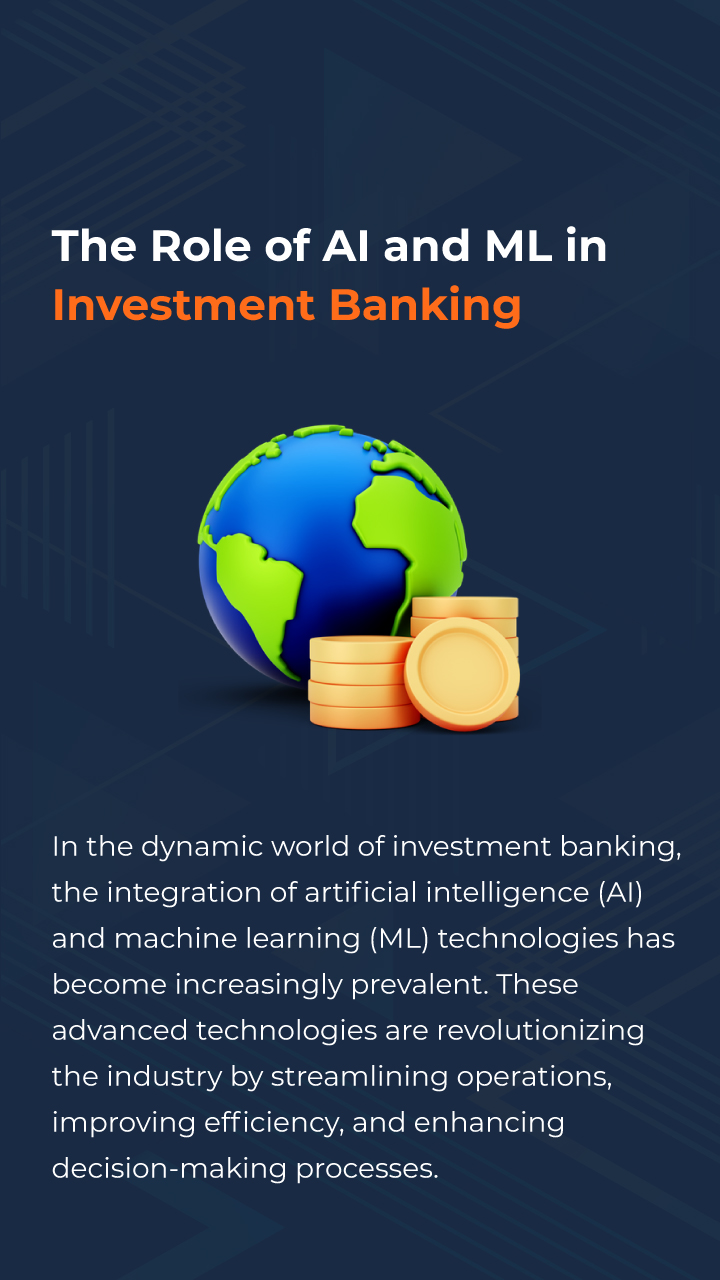 The Role of AI and ML in
Investment Banking
In the dynamic world of investment banking,
the integration of artificial intelligence (AI)
and machine learning (ML) technologies has
become increasingly prevalent. These
advanced technologies are revolutionizing
the industry by streamlining operations,
improving efficiency, and enhancing
decision-making processes.